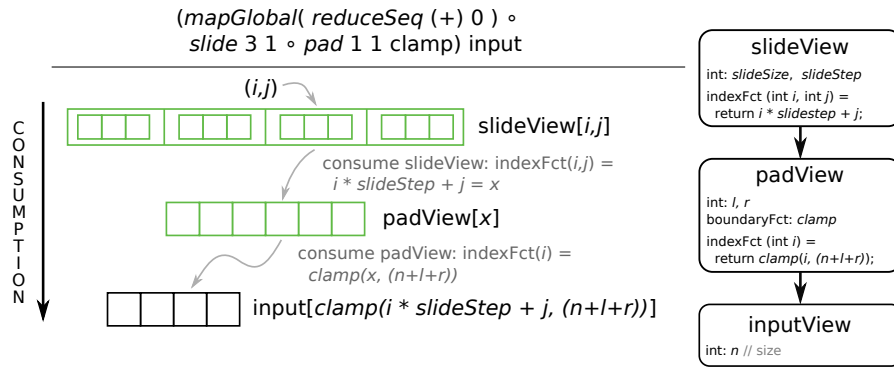 (mapGlobal( reduceSeq (+) 0 ) ∘
slide 3 1 ∘ pad 1 1 clamp) input
CONSUMPTION
(i,j)
slideView[i,j]
consume slideView: indexFct(i,j) =
i * slideStep + j = x
padView[x]
consume padView: indexFct(i) =
clamp(x, (n+l+r))
input[clamp(i * slideStep + j, (n+l+r))]
slideView
int: slideSize, slideStep
indexFct (int i, int j) =
return i * slidestep + j;
padView
int: l, r
boundaryFct: clamp
indexFct (int i) =
return clamp(i, (n+l+r));
inputView
int: n // size